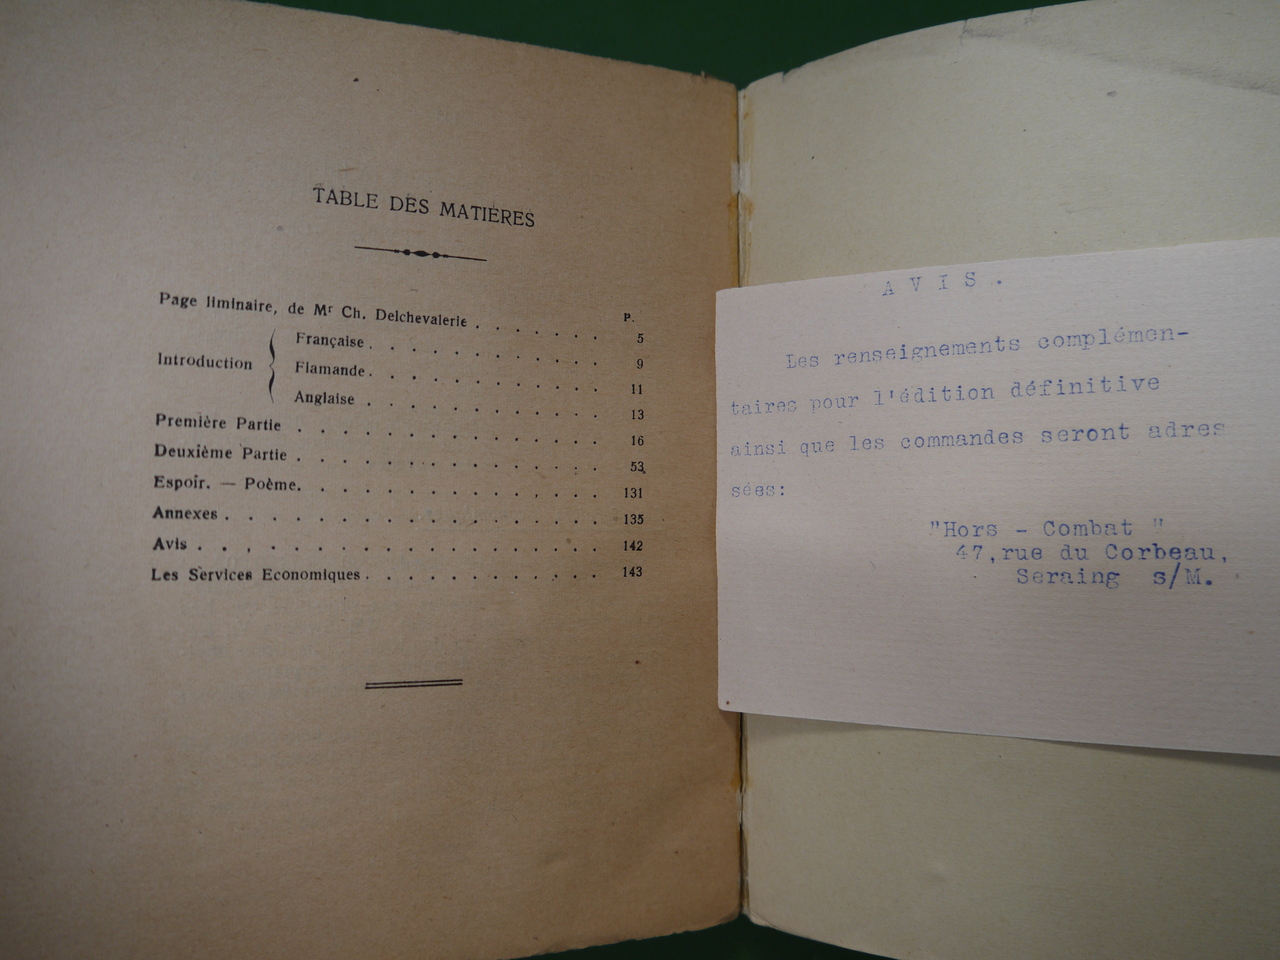 TABLE DES MATIÈRES
P.
Page liminaire, de Mr Ch. Delchevalerie . . . . . . . 5
Introduction
Française . . . . . . . . . . 9
Flamande . . . . . . . . . . 11
Anglaise . . . . . . . . . . 13
Première Partie . . . . . . . . . . . . . . 16
Deuxième Partie . . . . . . . . . . . . . . 53
Espoir. — Poème. . . . . . . . . . . . . . 131
Annexes . . . . . . . . . . . . . . . . . 135
Avis . . . . . . . . . . . . . . . . . . 142
Les Services Economiques . . . . . . . . . . . 143
A V I S .
Les renseignements complémen-
taires pour l'édition définitive
ainsi que les commandes seront adres
sées:
"Hors - Combat "
47,rue du Corbeau,
Seraing s/M.